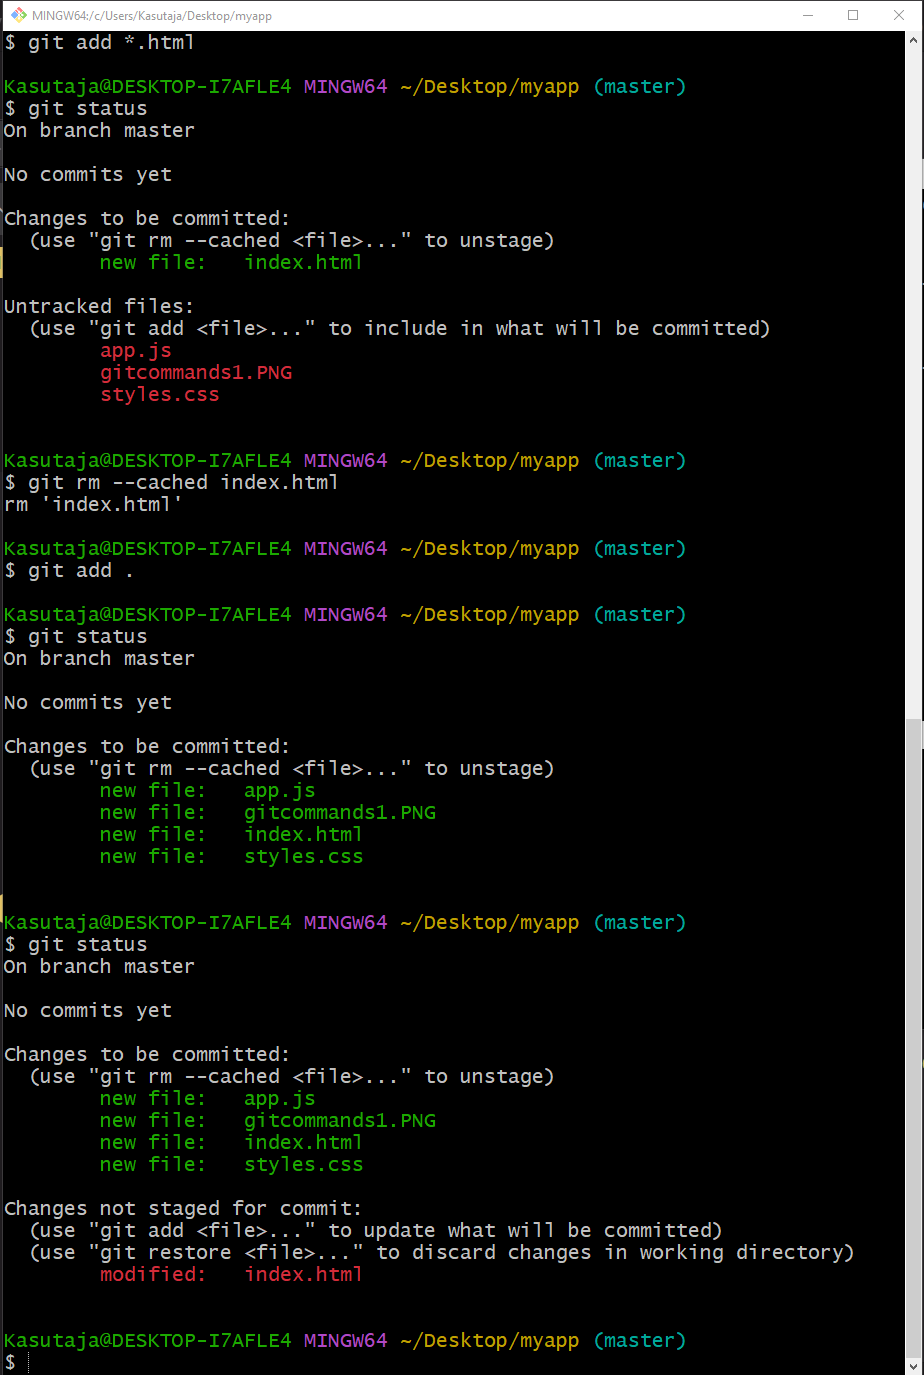 MINGW64:/c/Users/Kasutaja/Desktop/myapp
$ git add *.html
Kasutaja@DESKTOP-I7AFLE4 MINGW64 ~/Desktop/myapp (master)
$ git status
On branch master
No commits yet
Changes to be committed:
(use "git rm --cached <file>..." to unstage)
new file: index.html
Untracked files:
(use "git add <file>..." to include in what will be committed)
app.js
gitcommands1.PNG
styles.css
Kasutaja@DESKTOP-I7AFLE4 MINGW64 ~/Desktop/myapp (master)
$ git rm --cached index.html
rm 'index.html'
Kasutaja@DESKTOP-I7AFLE4 MINGW64 ~/Desktop/myapp (master)
$ git add .
Kasutaja@DESKTOP-I7AFLE4 MINGW64 ~/Desktop/myapp (master)
$ git status
On branch master
No commits yet
Changes to be committed:
(use "git rm --cached <file>..." to unstage)
new file: app.js
new file: gitcommands1.PNG
new file: index.html
new file: styles.css
Kasutaja@DESKTOP-I7AFLE4 MINGW64 ~/Desktop/myapp (master)
$ git status
On branch master
No commits yet
Changes to be committed:
(use "git rm --cached <file>..." to unstage)
new file: app.js
new file: gitcommands1.PNG
new file: index.html
new file: styles.css
Changes not staged for commit:
(use "git add <file>..." to update what will be committed)
(use "git restore <file>..." to discard changes in working directory)
modified: index.html
Kasutaja@DESKTOP-I7AFLE4 MINGW64 ~/Desktop/myapp (master)
$